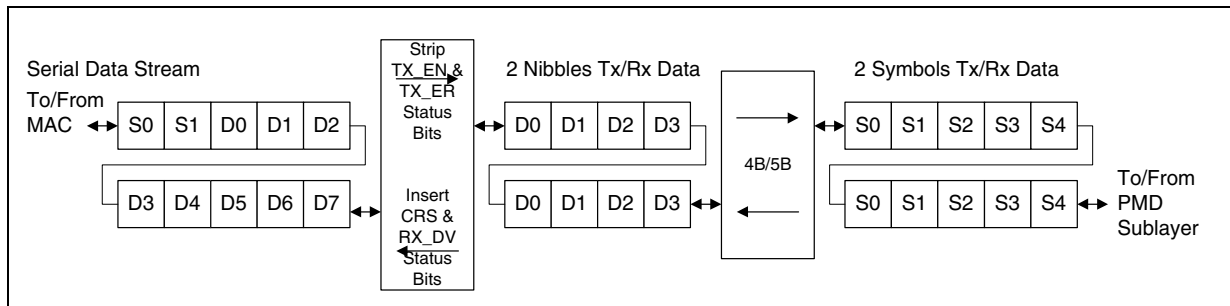 Serial Data Stream
To/From
MAC
S0 S1 D0 D1 D2
D3 D4 D5 D6 D7
Strip
TX_EN &
TX_ER
Status
Bits
Insert
CRS &
RX_DV
Status
Bits
2 Nibbles Tx/Rx Data
D0 D1 D2 D3
D0 D1 D2 D3
4B/5B
2 Symbols Tx/Rx Data
S0 S1 S2 S3 S4
S0 S1 S2 S3 S4
To/From
PMD
Sublayer